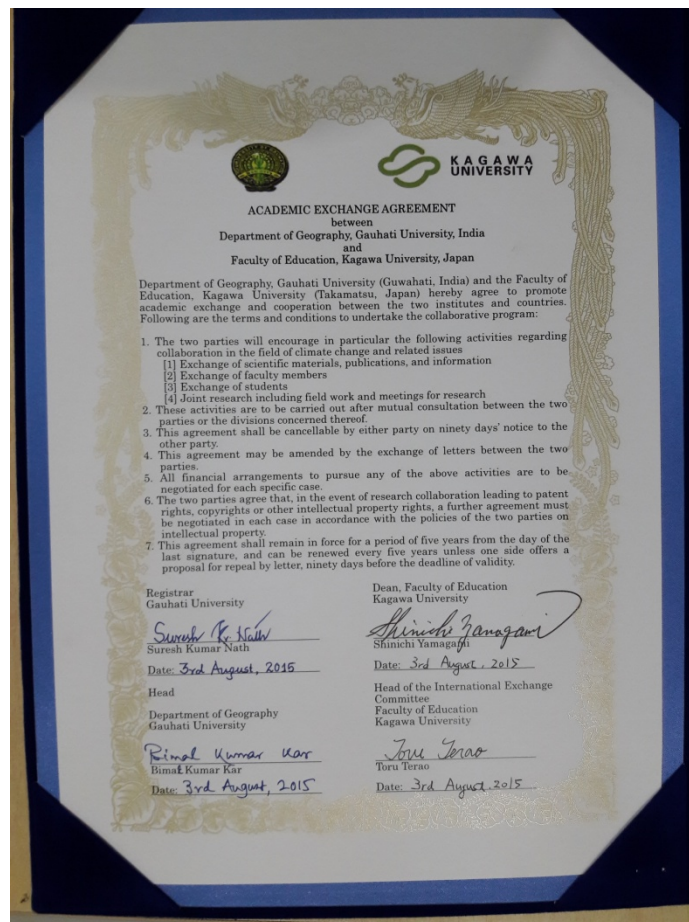 KAGAWA
UNIVERSITY
ACADEMIC EXCHANGE AGREEMENT
between
Department of Geography, Gauhati University, India
and
Faculty of Education, Kagawa University, Japan
Department of Geography, Gauhati University (Guwahati, India) and the Faculty of
Education, Kagawa University (Takamatsu, Japan) hereby agree to promote
academic exchange and cooperation between the two institutes and countries.
Following are the terms and conditions to undertake the collaborative program:
1. The two parties will encourage in particular the following activities regarding
collaboration in the field of climate change and related issues
[1] Exchange of scientific materials, publications, and information
[2] Exchange of faculty members
[3] Exchange of students
[4] Joint research including field work and meetings for research
2. These activities are to be carried out after mutual consultation between the two
parties or the divisions concerned thereof.
3. This agreement shall be cancellable by either party on ninety days' notice to the
other party.
4. This agreement may be amended by the exchange of letters between the two
parties.
5. All financial arrangements to pursue any of the above activities are to be
negotiated for each specific case.
6. The two parties agree that, in the event of research collaboration leading to patent
rights, copyrights or other intellectual property rights, a further agreement must
be negotiated in each case in accordance with the policies of the two parties on
intellectual property.
7. This agreement shall remain in force for a period of five years from the day of the
last signature, and can be renewed every five years unless one side offers a
proposal for repeal by letter, ninety days before the deadline of validity.
Registrar
Gauhati University
Suresh Kr. Nath
Suresh Kumar Nath
Date: 3rd August, 2015
Head
Department of Geography
Gauhati University
Bimal Kumar Kar
Bimal Kumar Kar
Date: 3rd August, 2015
Dean, Faculty of Education
Kagawa University
Shinichi Yamagami
Shinichi Yamagami
Date: 3rd August, 2015
Head of the International Exchange
Committee
Faculty of Education
Kagawa University
Toru Terao
Toru Terao
Date: 3rd August, 2015